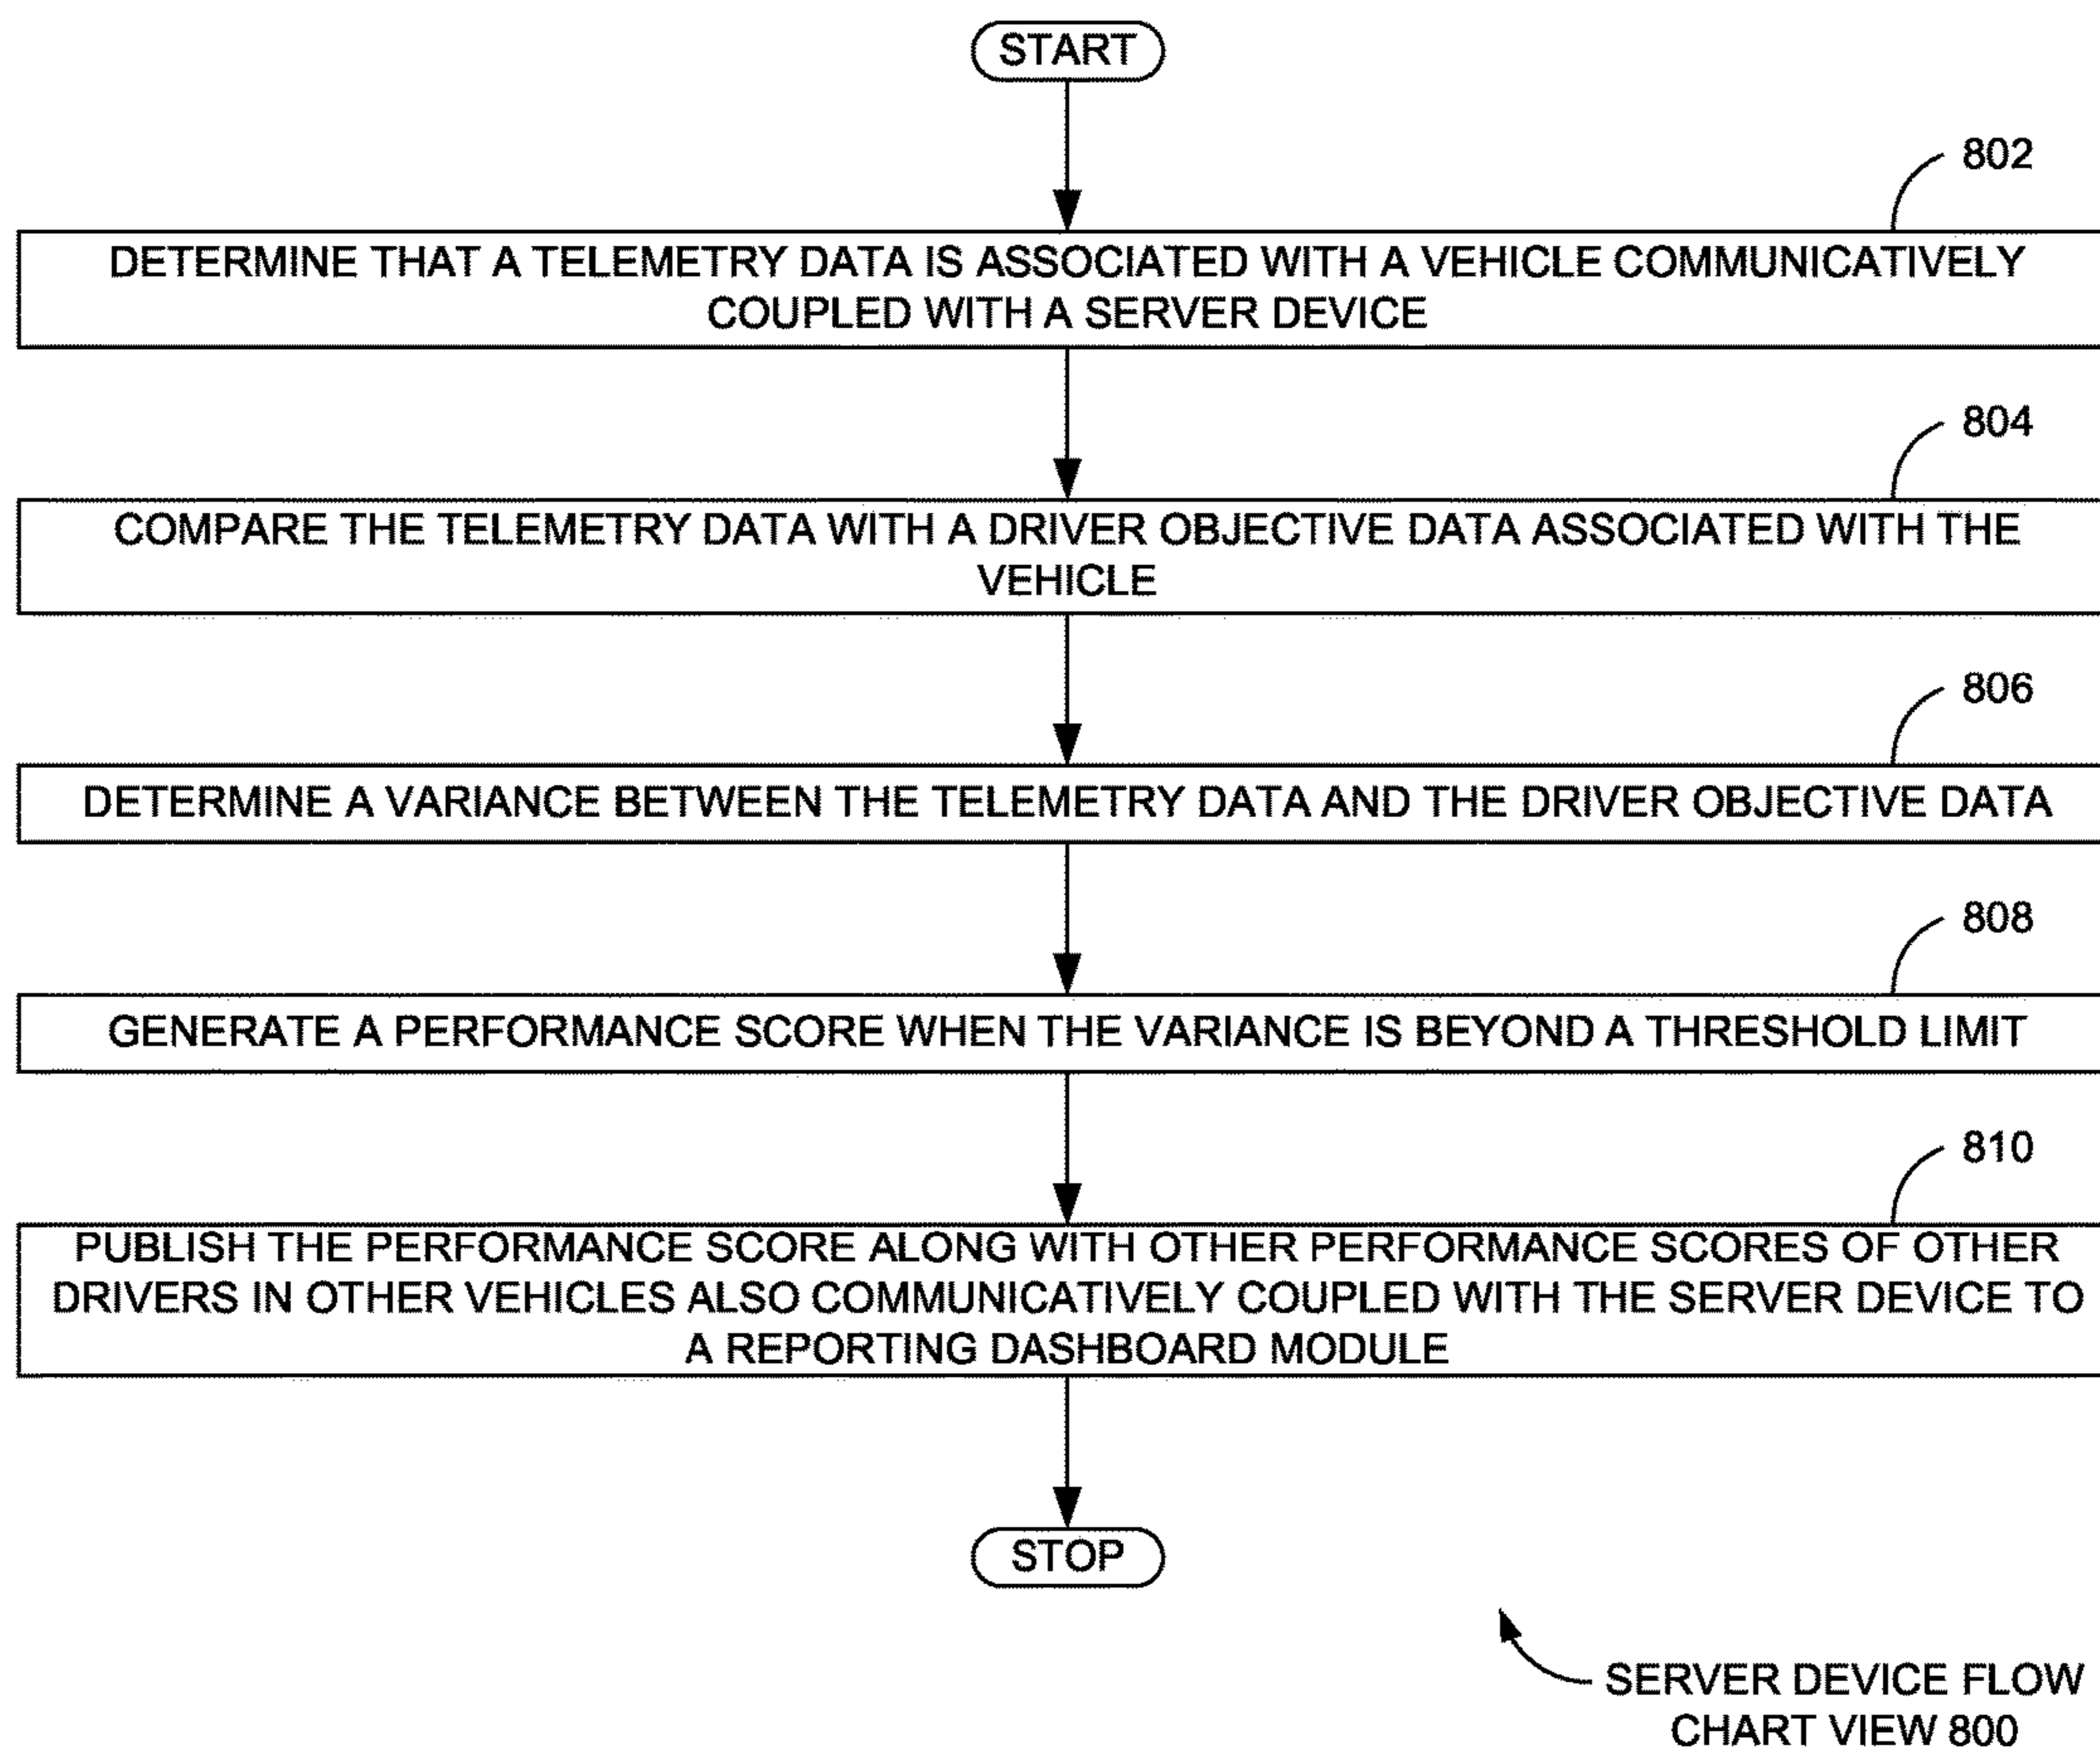 START
802
DETERMINE THAT A TELEMETRY DATA IS ASSOCIATED WITH A VEHICLE COMMUNICATIVELY
COUPLED WITH A SERVER DEVICE
804
COMPARE THE TELEMETRY DATA WITH A DRIVER OBJECTIVE DATA ASSOCIATED WITH THE
VEHICLE
806
DETERMINE A VARIANCE BETWEEN THE TELEMETRY DATA AND THE DRIVER OBJECTIVE DATA
808
GENERATE A PERFORMANCE SCORE WHEN THE VARIANCE IS BEYOND A THRESHOLD LIMIT
810
PUBLISH THE PERFORMANCE SCORE ALONG WITH OTHER PERFORMANCE SCORES OF OTHER
DRIVERS IN OTHER VEHICLES ALSO COMMUNICATIVELY COUPLED WITH THE SERVER DEVICE TO
A REPORTING DASHBOARD MODULE
STOP
SERVER DEVICE FLOW
CHART VIEW 800